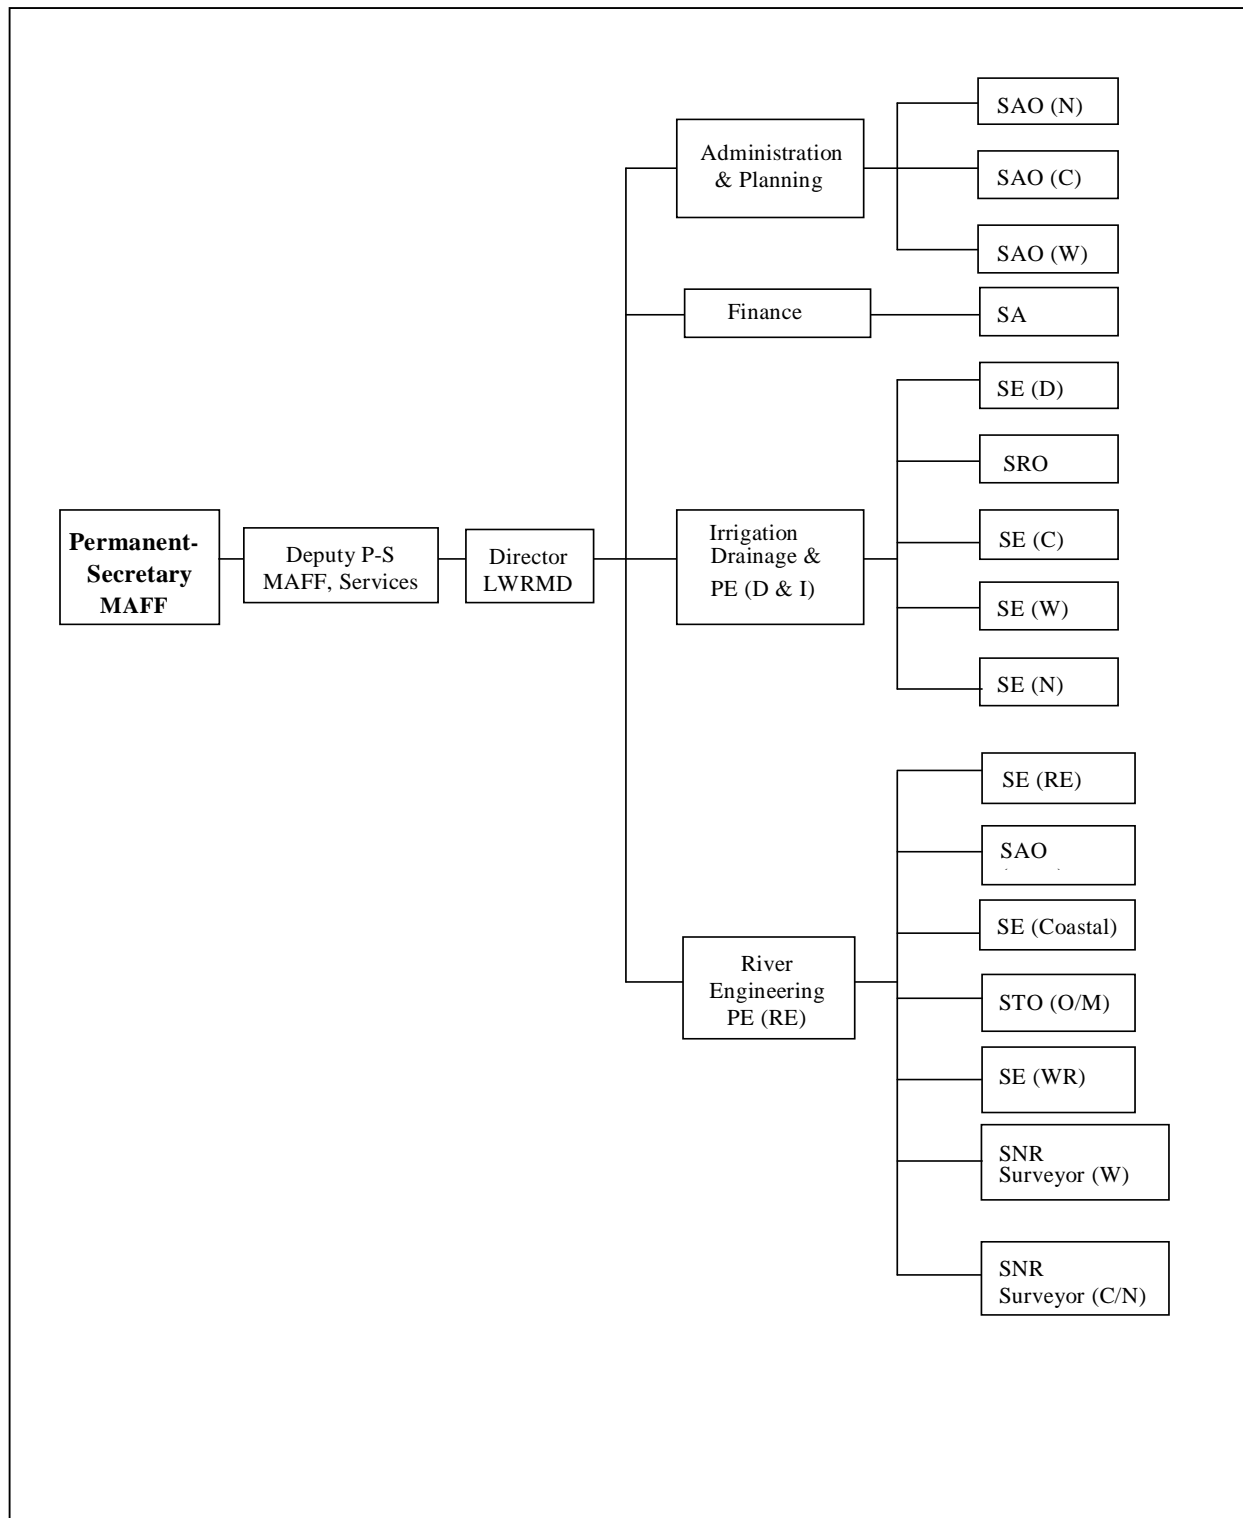 Permanent-
Secretary
MAFF
Deputy P-S
MAFF, Services
Director
LWRMD
Administration
& Planning
SAO (N)
SAO (C)
SAO (W)
Finance
SA
Irrigation
Drainage &
PE (D & I)
SE (D)
SRO
SE (C)
SE (W)
SE (N)
River
Engineering
PE (RE)
SE (RE)
SAO
SE (Coastal)
STO (O/M)
SE (WR)
SNR
Surveyor (W)
SNR
Surveyor (C/N)